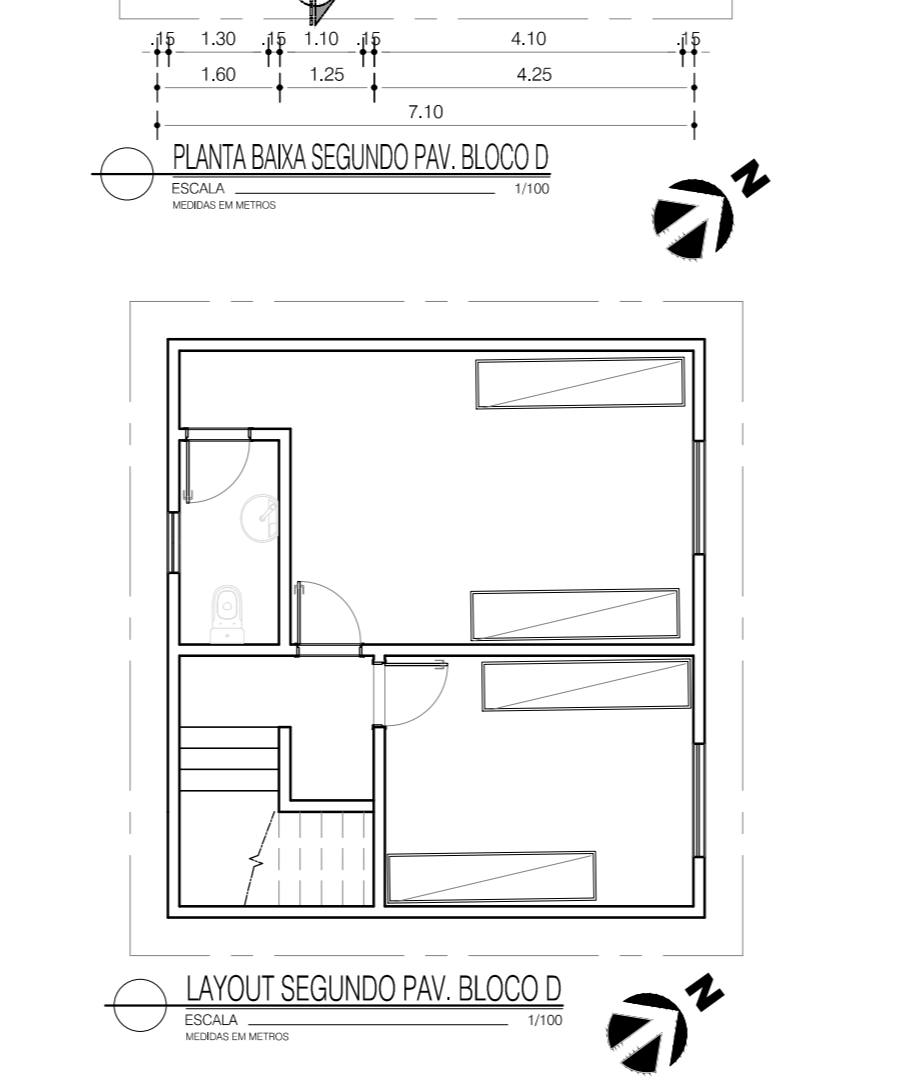 .15 1.30 .15 1.10 .15 4.10 .15
1.60 1.25 4.25
7.10
PLANTA BAIXA SEGUNDO PAV. BLOCO D
ESCALA 1/100
MEDIDAS EM METROS
N
LAYOUT SEGUNDO PAV. BLOCO D
ESCALA 1/100
MEDIDAS EM METROS
N